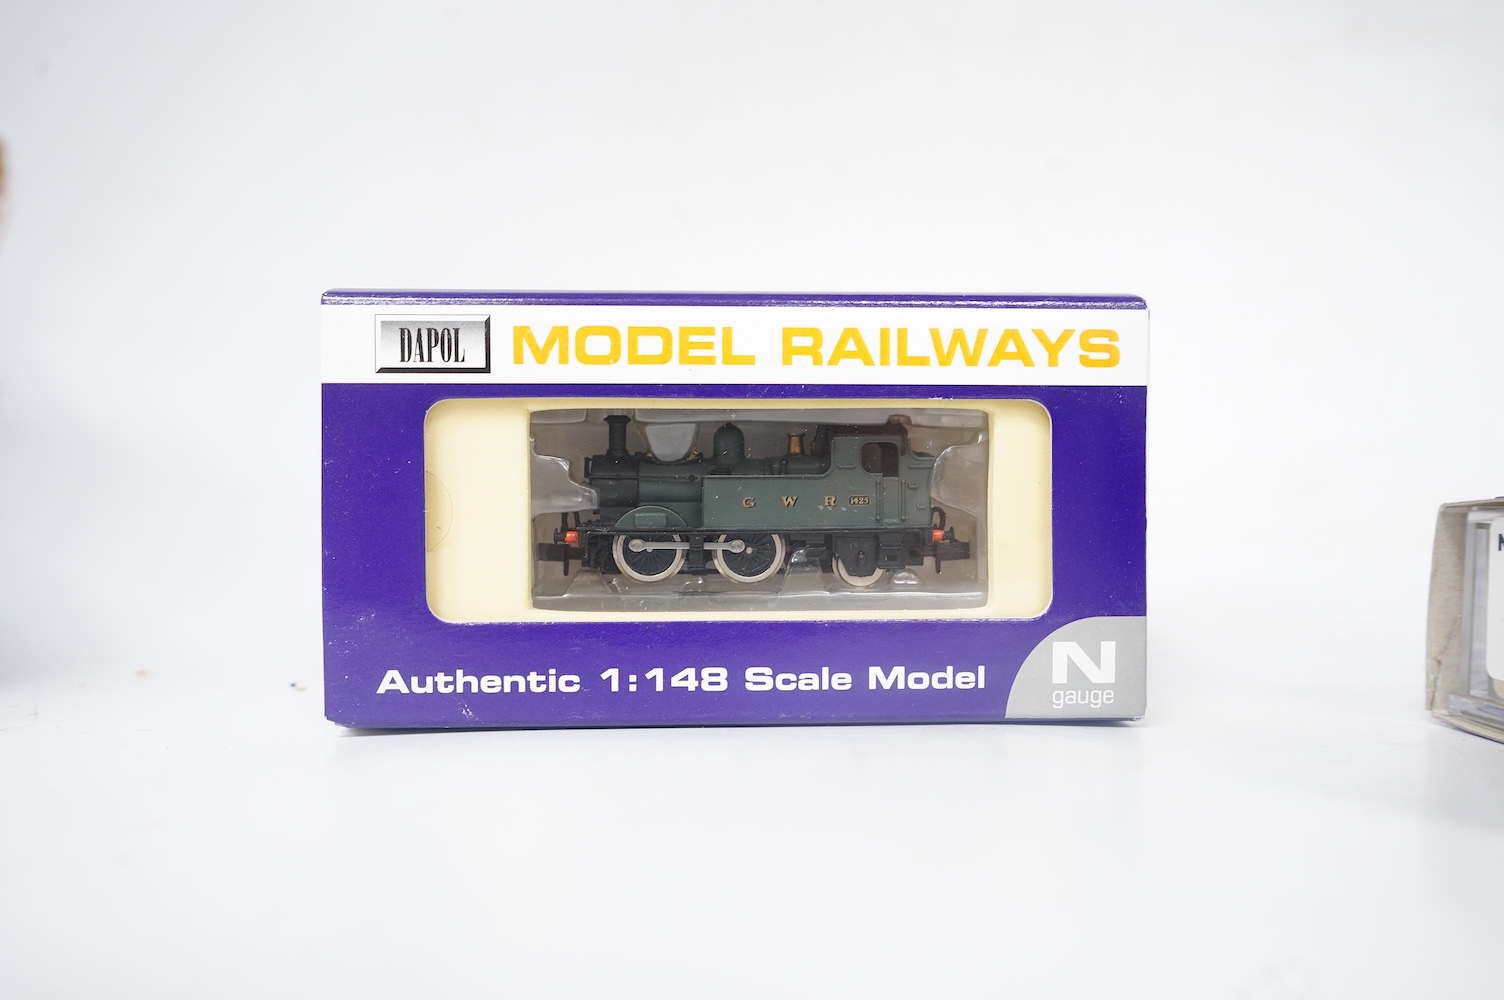 DAPOL MODEL RAILWAYS
G W R 1425
Authentic 1:148 Scale Model
N
gauge